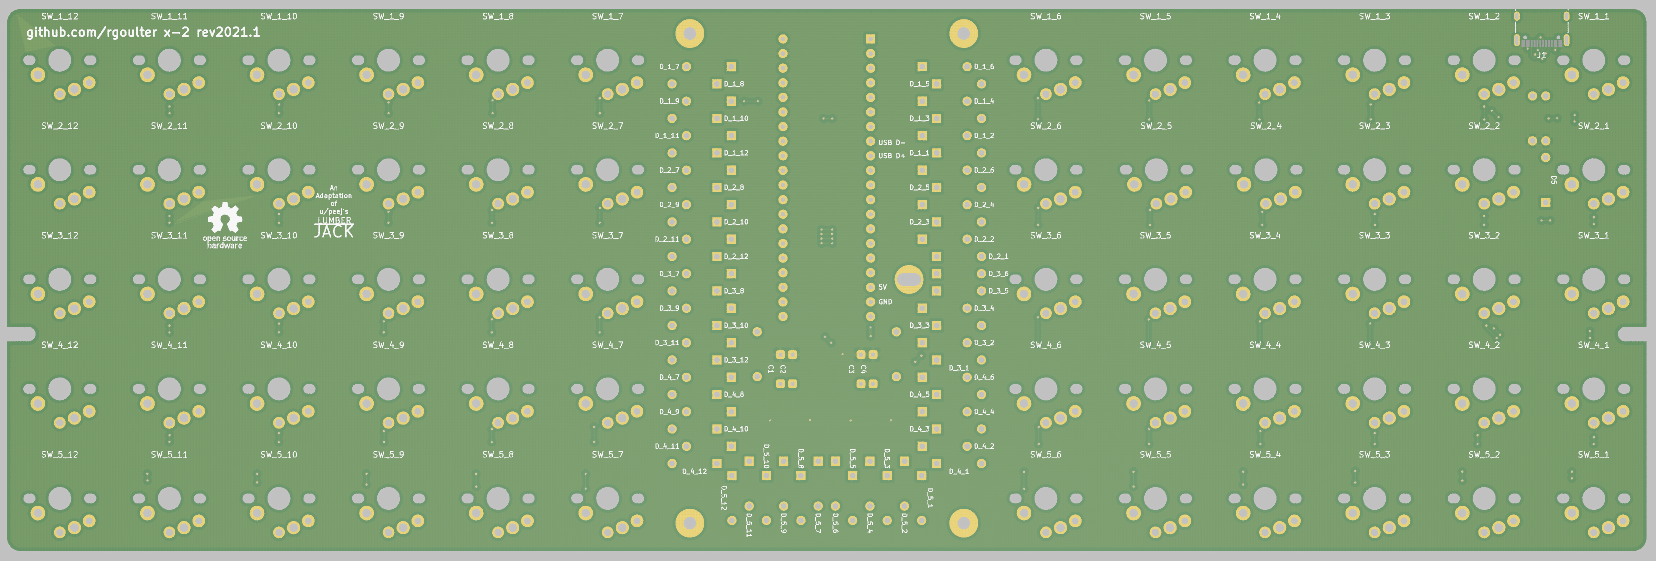 SW_1_12 SW_1_11 SW_1_10 SW_1_9 SW_1_8 SW_1_7 SW_1_6 SW_1_5 SW_1_4 SW_1_3 SW_1_2 SW_1_1
github.com/rgoulter x-2 rev2021.1
J2
SW_2_12 SW_2_11 SW_2_10 SW_2_9 SW_2_8 SW_2_7 SW_2_6 SW_2_5 SW_2_4 SW_2_3 SW_2_2 SW_2_1
An
Adaptation
of
u/peej's
LUMBER
JACK
open source
hardware
D5
SW_3_12 SW_3_11 SW_3_10 SW_3_9 SW_3_8 SW_3_7 SW_3_6 SW_3_5 SW_3_4 SW_3_3 SW_3_2 SW_3_1
SW_4_12 SW_4_11 SW_4_10 SW_4_9 SW_4_8 SW_4_7 SW_4_6 SW_4_5 SW_4_4 SW_4_3 SW_4_2 SW_4_1
SW_5_12 SW_5_11 SW_5_10 SW_5_9 SW_5_8 SW_5_7 SW_5_6 SW_5_5 SW_5_4 SW_5_3 SW_5_2 SW_5_1
D_1_7 D_1_6
D_1_8 D_1_5
D_1_9 D_1_4
D_1_10 D_1_3
D_1_11 D_1_2
USB D-
D_1_12 USB D+ D_1_1
D_2_7 D_2_6
D_2_8 D_2_5
D_2_9 D_2_4
D_2_10 D_2_3
D_2_11 D_2_2
D_2_12 D_2_1
D_3_7 D_3_6
D_3_8 5V D_3_5
GND
D_3_9 D_3_4
D_3_10 D_3_3
D_3_11 D_3_2
D_3_12 D_3_1
C1 C2 C3 C4
D_4_7 D_4_6
D_4_8 D_4_5
D_4_9 D_4_4
D_4_10 D_4_3
D_4_11 D_4_2
D_4_12 D_4_1
D_5_10 D_5_8 D_5_5 D_5_3
D_5_12 D_5_1
D_5_11 D_5_9 D_5_7 D_5_6 D_5_4 D_5_2